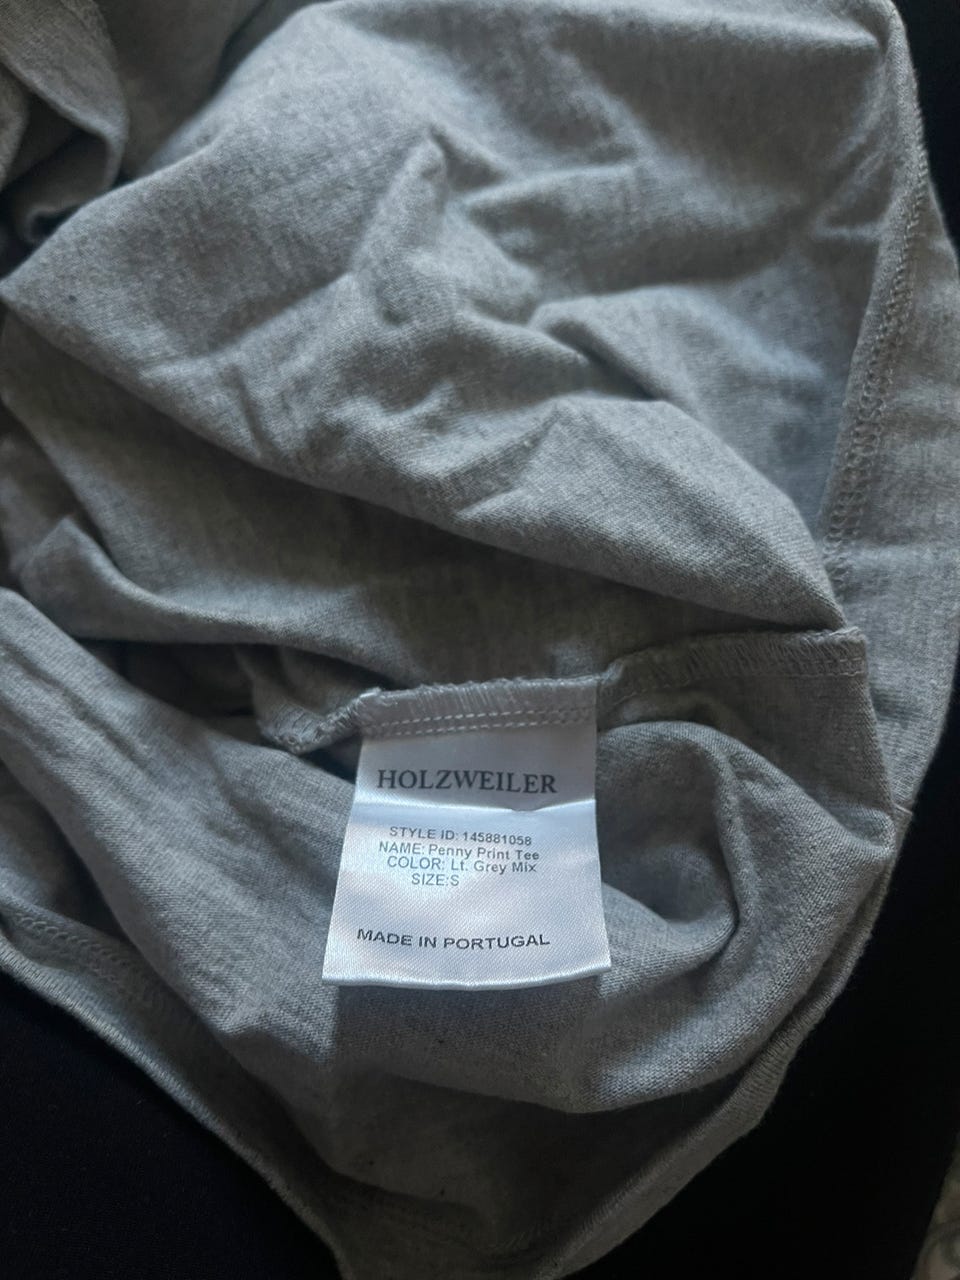 HOLZWEILER
STYLE ID: 145881058
NAME: Penny Print Tee
COLOR: Lt. Grey Mix
SIZE:S
MADE IN PORTUGAL